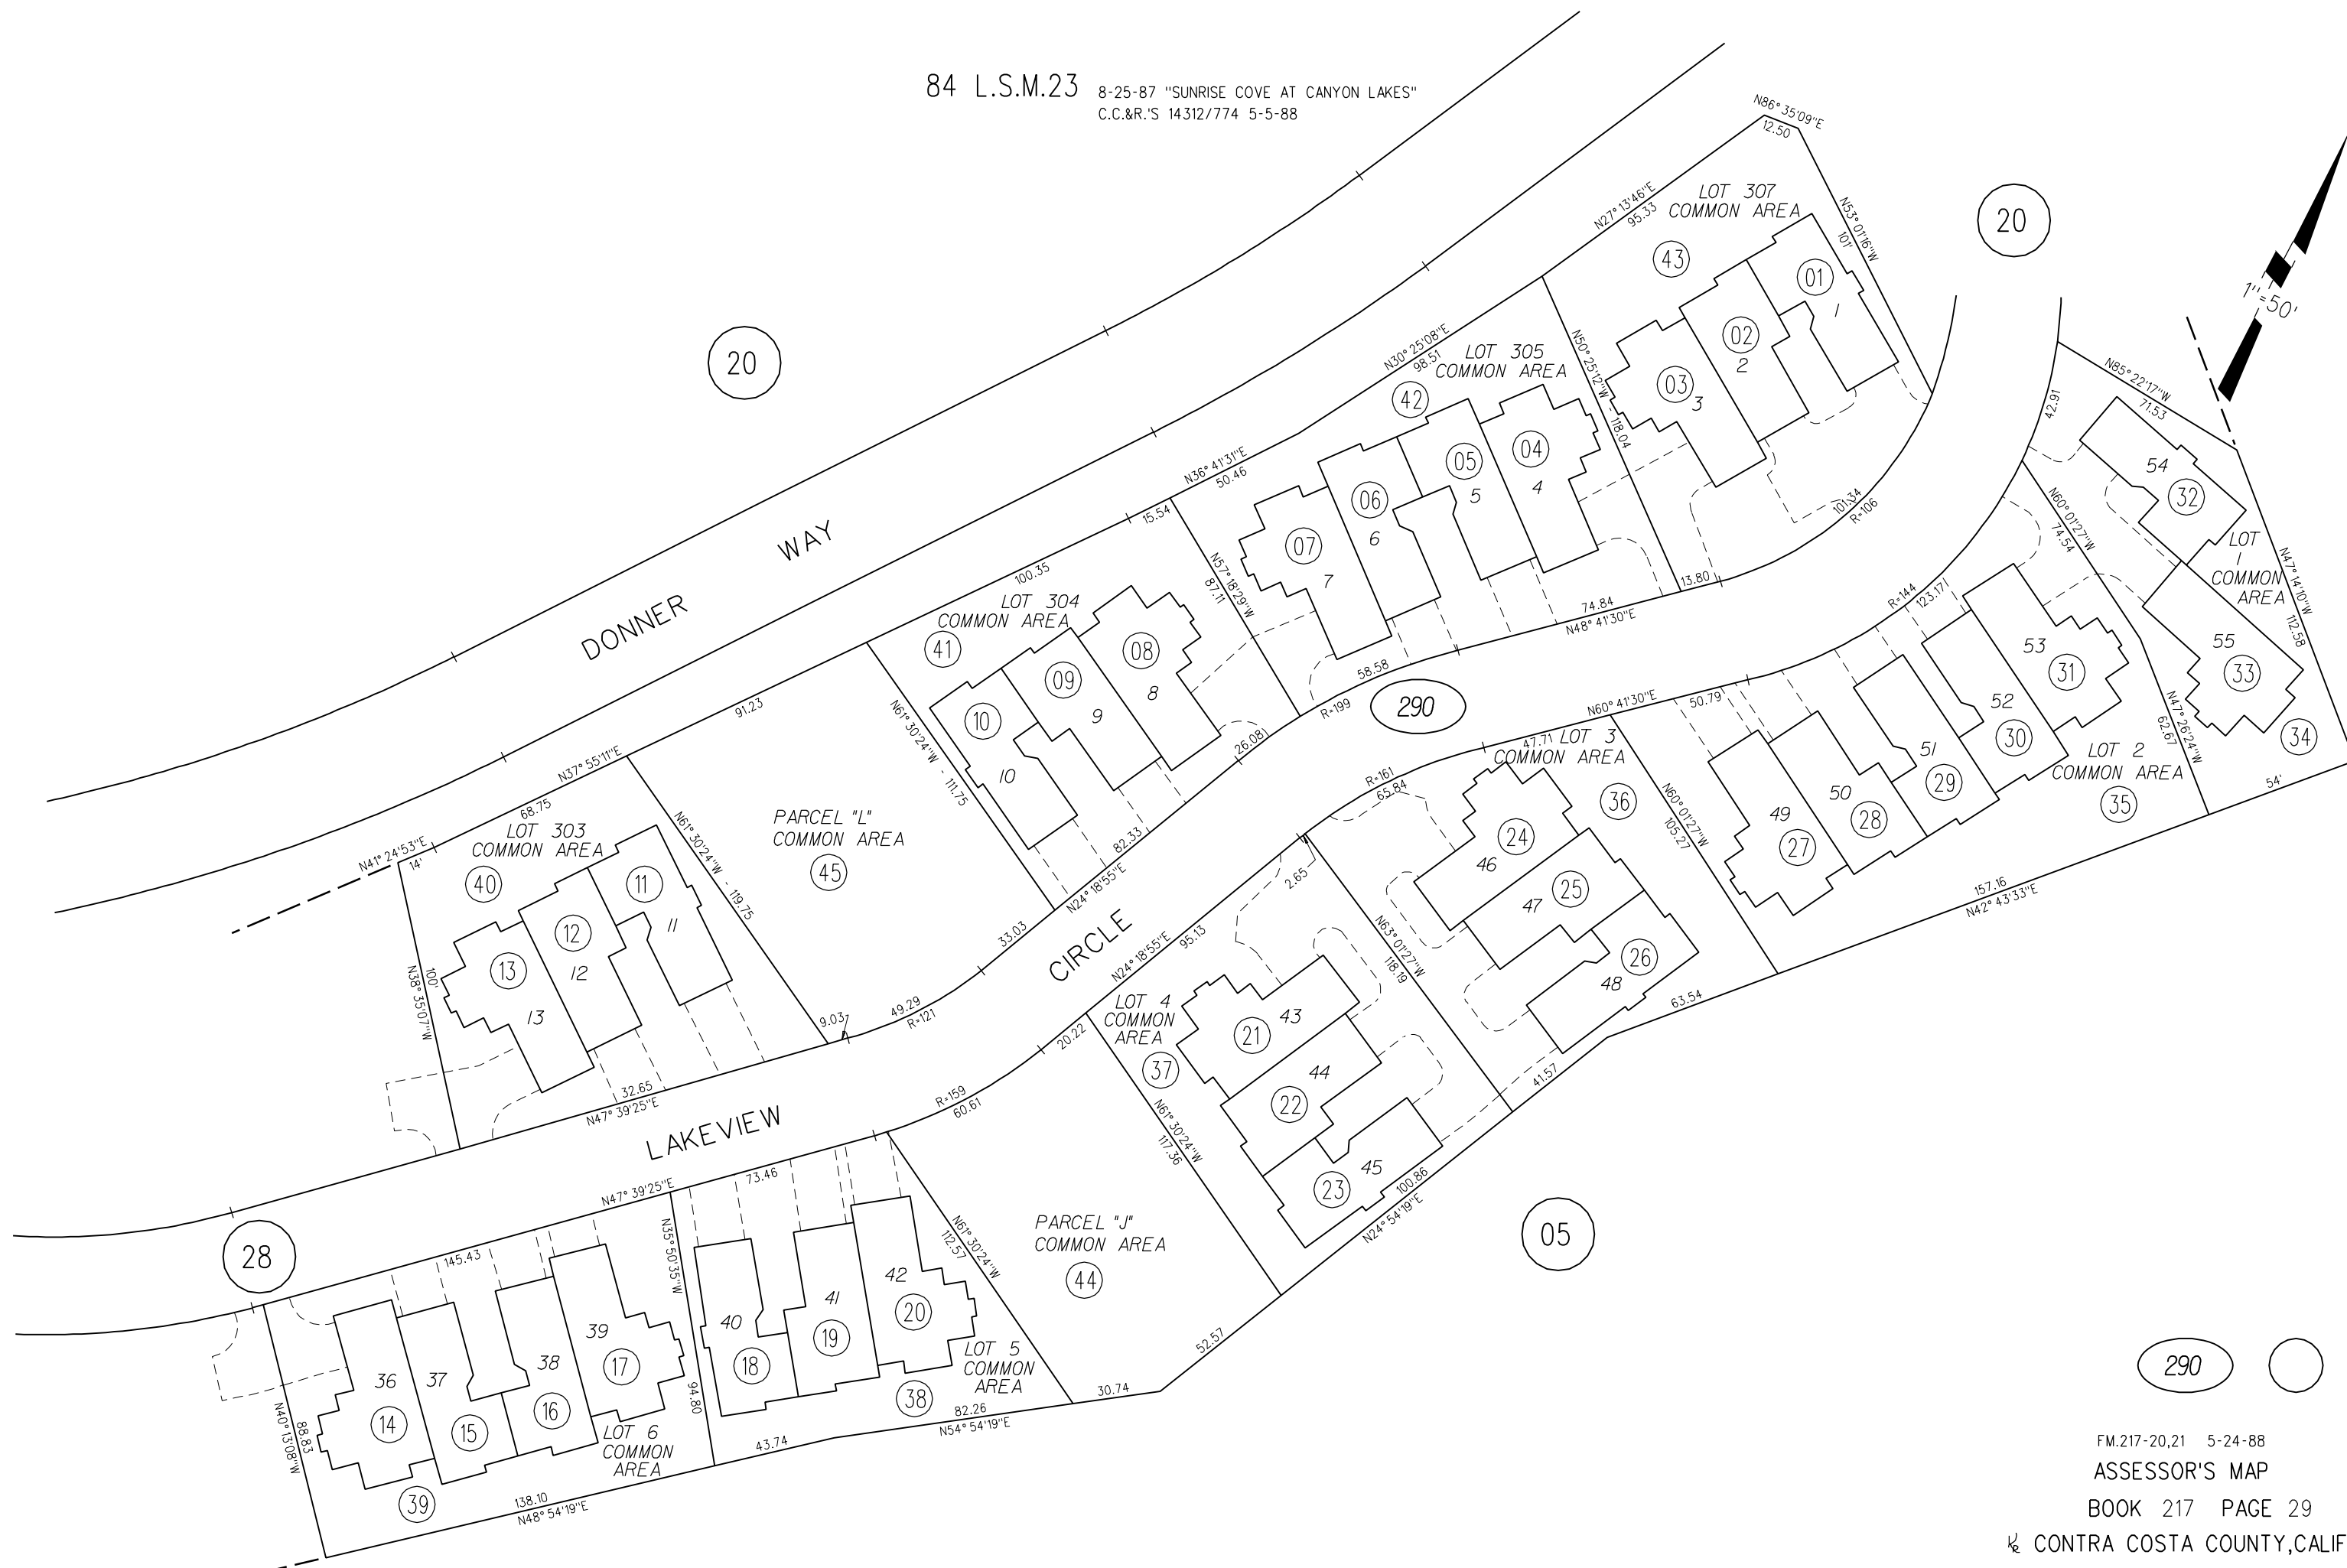 84 L.S.M.23 8-25-87 "SUNRISE COVE AT CANYON LAKES"
C.C.&R.'S 14312/774 5-5-88
N86° 35'09"E
12.50
N27° 13'46"E
95.33
LOT 307
COMMON AREA
43
N53° 01'16"W
101'
01
1
02
2
03
3
20
20
1"=50'
N30° 25'08"E
98.51
LOT 305
COMMON AREA
42
N50° 25'12"W - 118.04
04
4
05
5
06
6
07
7
N36° 41'31"E
50.46
15.54
N57° 18'29"W
87.11
13.80
101.34
R=106
74.84
N48° 41'30"E
58.58
R=199
290
42.91
N85° 22'17"W
71.53
54
32
LOT
1
COMMON
AREA
N47° 14'10"W
112.58
55
33
34
54'
N60° 01'27"W
74.54
N47° 26'24"W
62.67
R=144
123.17
53
31
52
30
51
29
50
28
49
27
LOT 2
COMMON AREA
35
157.16
N42° 43'33"E
N60° 41'30"E
50.79
47.71
LOT 3
COMMON AREA
36
N60° 01'27"W
105.27
R=161
65.84
24
46
25
47
26
48
63.54
41.57
DONNER WAY
100.35
LOT 304
COMMON AREA
41
08
8
09
9
10
10
26.08
82.33
N24° 18'55"E
33.03
N61° 30'24"W - 111.75
91.23
PARCEL "L"
COMMON AREA
45
N61° 30'24"W - 119.75
N37° 55'11"E
68.75
N41° 24'53"E
14'
LOT 303
COMMON AREA
40
11
11
12
12
13
13
N38° 35'07"W
100'
32.65
N47° 39'25"E
9.03
49.29
R=121
LAKEVIEW CIRCLE
2.65
N24° 18'55"E
95.13
20.22
R=159
60.61
N63° 01'27"W
118.19
LOT 4
COMMON
AREA
37
21
43
22
44
23
45
N61° 30'24"W
117.36
100.86
N24° 54'19"E
05
28
N47° 39'25"E
145.43
73.46
N35° 50'35"W
94.80
N61° 30'24"W
112.57
PARCEL "J"
COMMON AREA
44
52.57
30.74
40
18
41
19
42
20
LOT 5
COMMON
AREA
38
82.26
N54° 54'19"E
43.74
36
14
37
15
38
16
39
17
LOT 6
COMMON
AREA
39
N40° 13'08"W
88.83
138.10
N48° 54'19"E
290
FM.217-20,21 5-24-88
ASSESSOR'S MAP
BOOK 217 PAGE 29
CONTRA COSTA COUNTY,CALIF